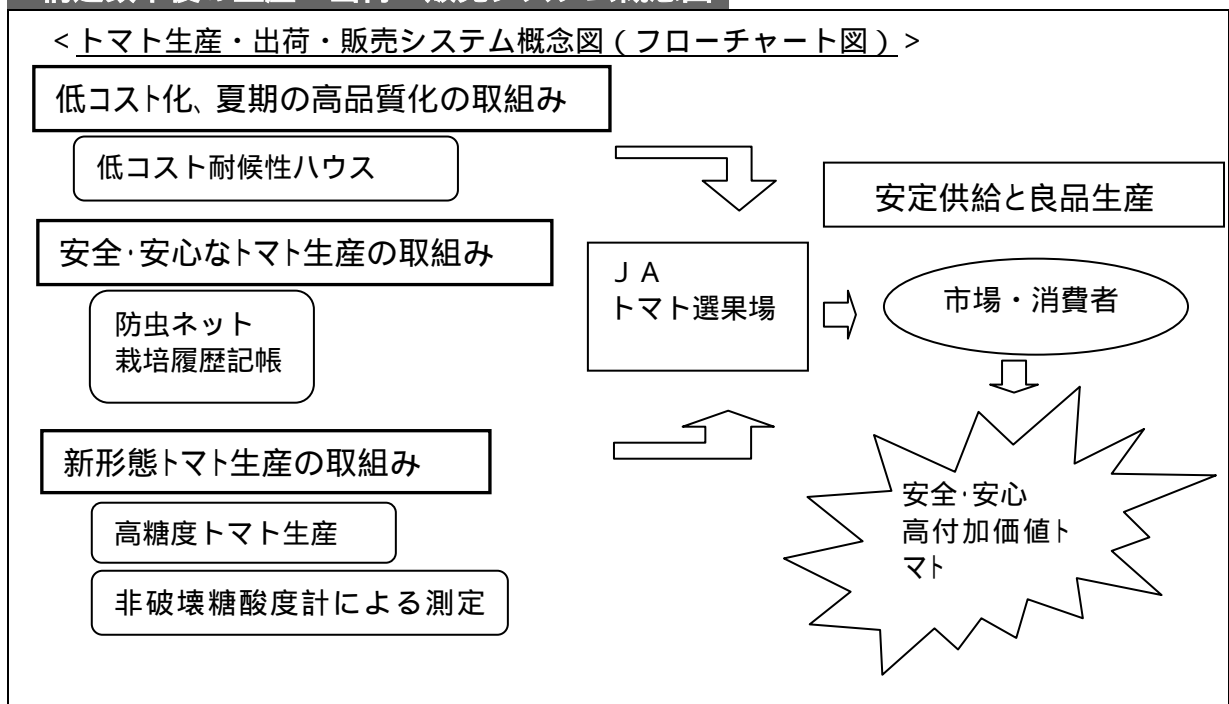 <トマト生産・出荷・販売システム概念図(フローチャート図)>
低コスト化、夏期の高品質化の取組み
低コスト耐候性ハウス
安全・安心なトマト生産の取組み
防虫ネット
栽培履歴記帳
新形態トマト生産の取組み
高糖度トマト生産
非破壊糖酸度計による測定
ＪＡ
トマト選果場
安定供給と良品生産
市場・消費者
安全・安心
高付加価値ト
マト